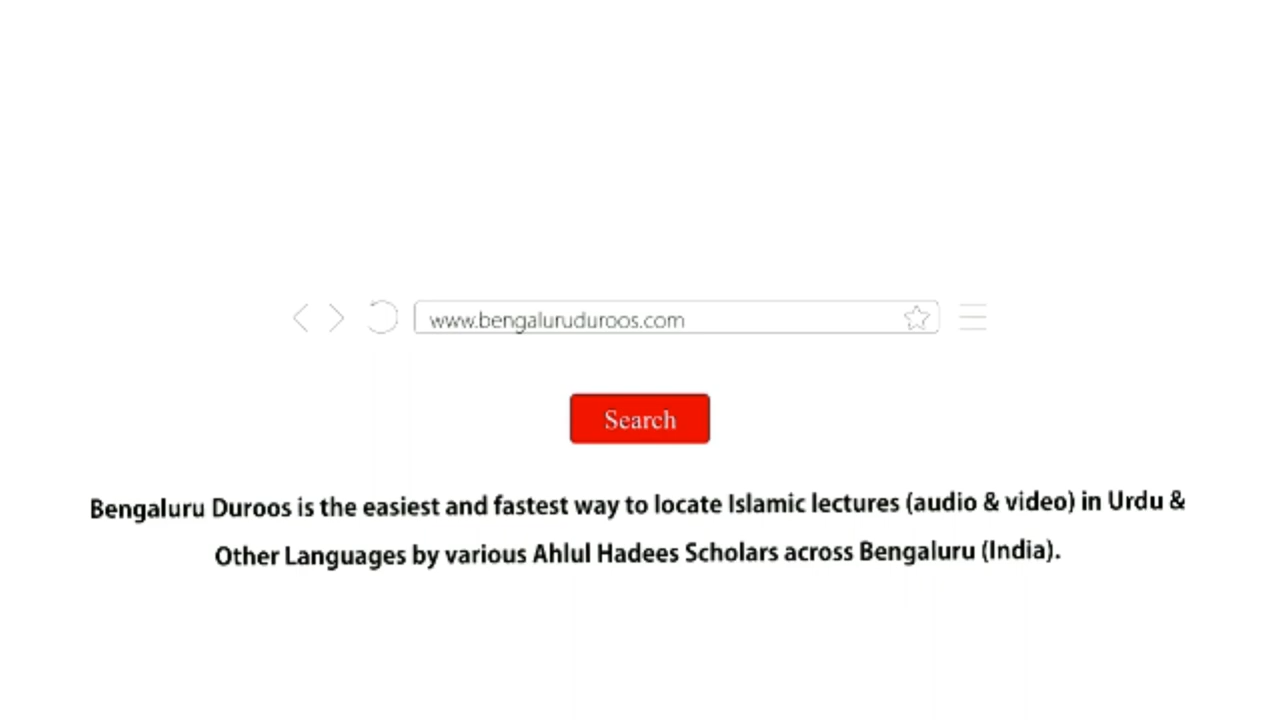 www.bengaluruduroos.com
Search
Bengaluru Duroos is the easiest and fastest way to locate Islamic lectures (audio & video) in Urdu &
Other Languages by various Ahlul Hadees Scholars across Bengaluru (India).